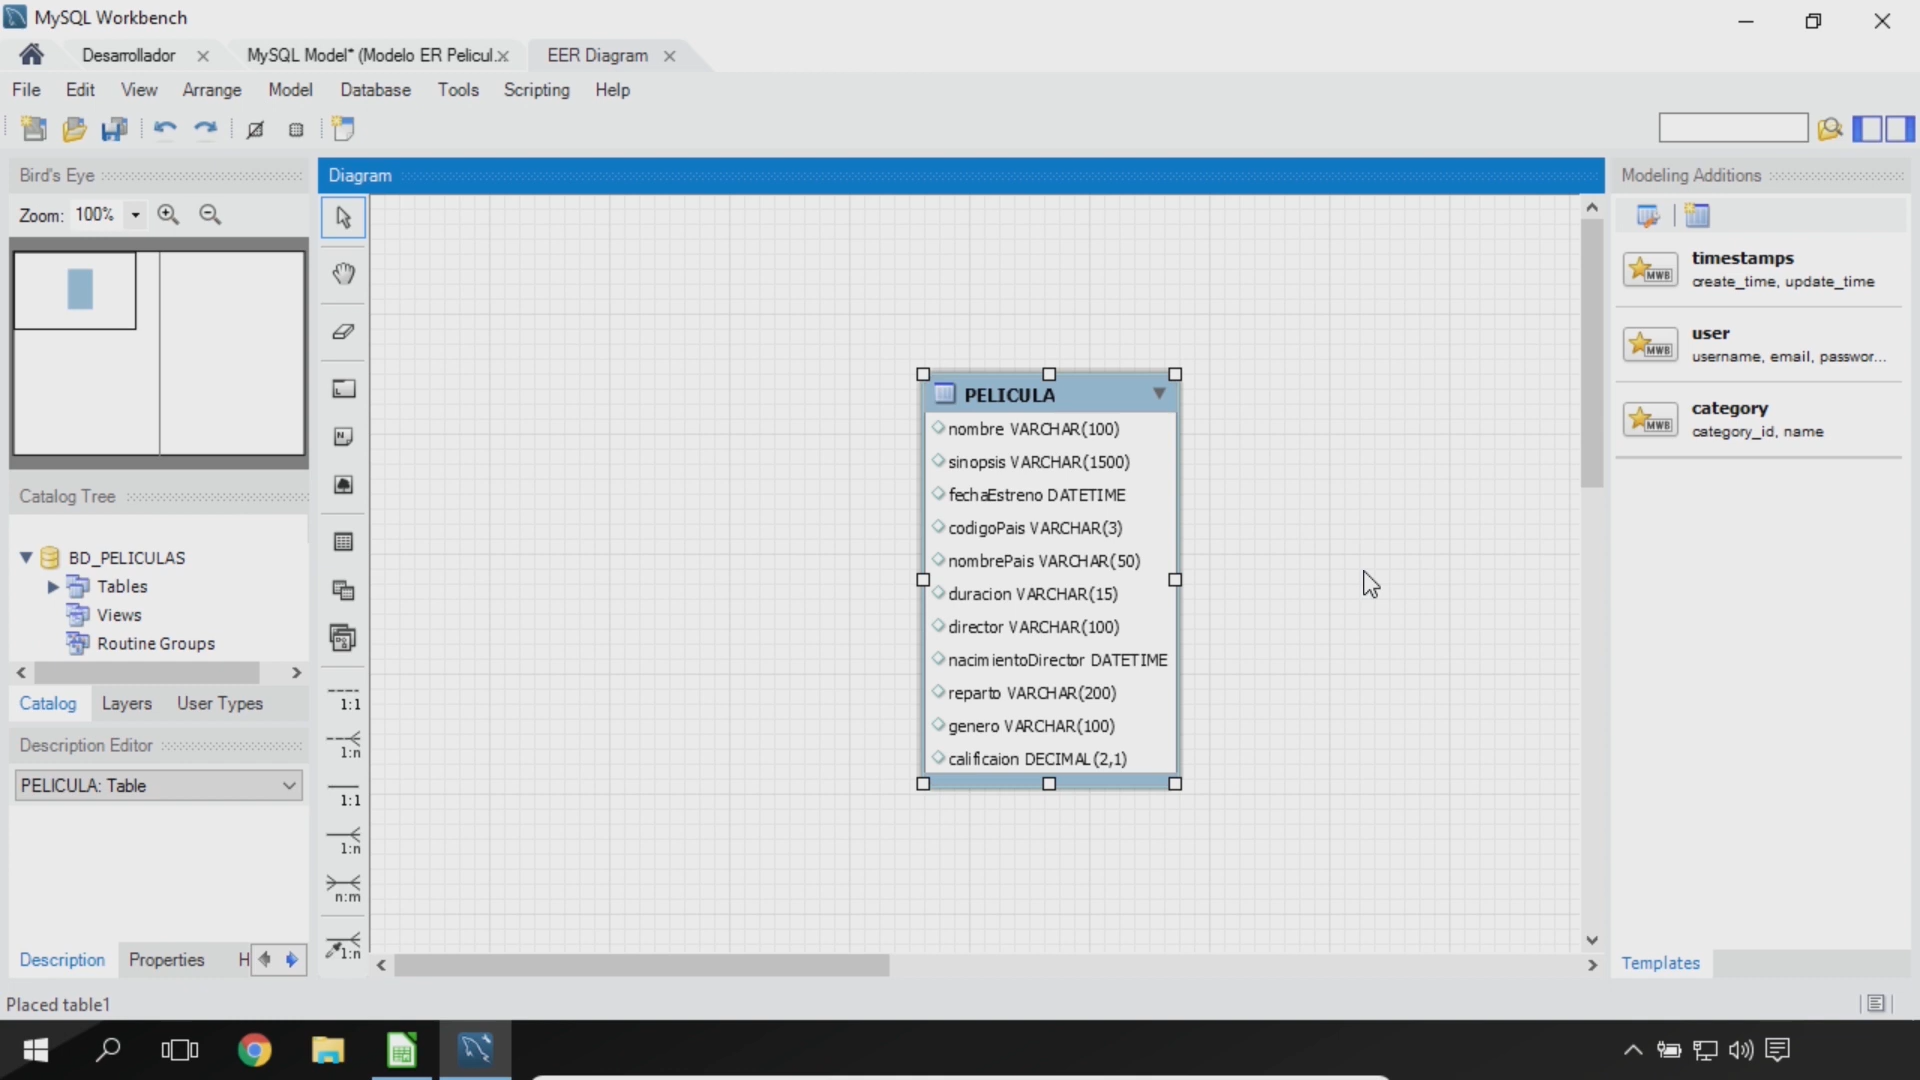 MySQL Workbench
Desarrollador
MySQL Model* (Modelo ER Pelicul.
EER Diagram
File Edit View Arrange Model Database Tools Scripting Help
Bird's Eye
Zoom: 100%
Catalog Tree
BD_PELICULAS
Tables
Views
Routine Groups
Catalog Layers User Types
Description Editor
PELICULA: Table
Description Properties H
Placed table1
Diagram
1:1
1:n
1:1
1:n
n:m
1:n
PELICULA
nombre VARCHAR(100)
sinopsis VARCHAR(1500)
fechaEstreno DATETIME
codigoPais VARCHAR(3)
nombrePais VARCHAR(50)
duracion VARCHAR(15)
director VARCHAR(100)
nacimientoDirector DATETIME
reparto VARCHAR(200)
genero VARCHAR(100)
calificaion DECIMAL(2,1)
Modeling Additions
MWB
timestamps
create_time, update_time
MWB
user
username, email, passwor...
MWB
category
category_id, name
Templates